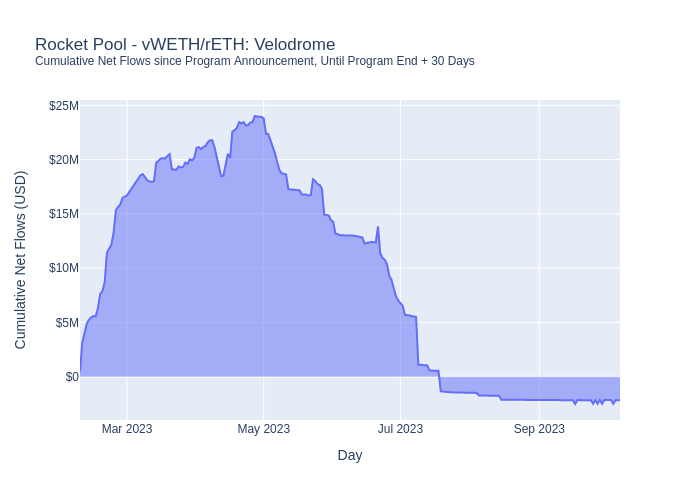 Rocket Pool - vWETH/rETH: Velodrome
Cumulative Net Flows since Program Announcement, Until Program End + 30 Days
Cumulative Net Flows (USD)
$25M
$20M
$15M
$10M
$5M
$0
Mar 2023
May 2023
Jul 2023
Sep 2023
Day